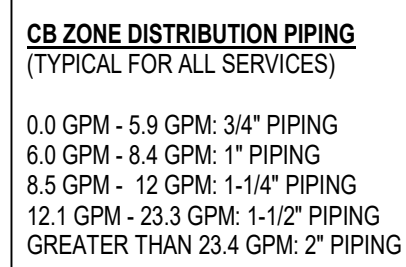 CB ZONE DISTRIBUTION PIPING
(TYPICAL FOR ALL SERVICES)
0.0 GPM - 5.9 GPM: 3/4" PIPING
6.0 GPM - 8.4 GPM: 1" PIPING
8.5 GPM - 12 GPM: 1-1/4" PIPING
12.1 GPM - 23.3 GPM: 1-1/2" PIPING
GREATER THAN 23.4 GPM: 2" PIPING